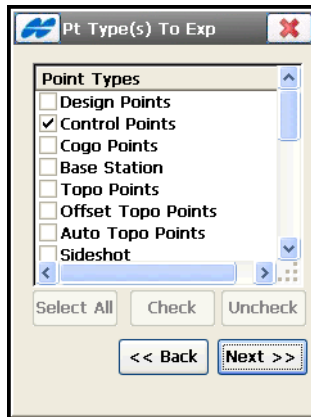 Pt Type(s) To Exp
Point Types
Design Points
Control Points
Cogo Points
Base Station
Topo Points
Offset Topo Points
Auto Topo Points
Sideshot
Select All Check Uncheck
<< Back Next >>